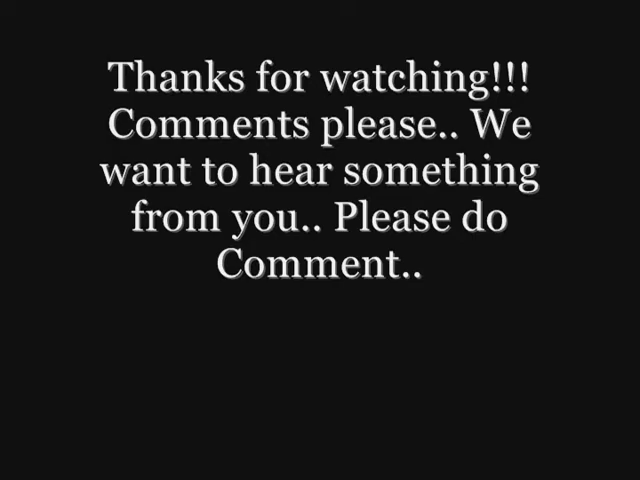 Thanks for watching!!!
Comments please.. We
want to hear something
from you.. Please do
Comment..